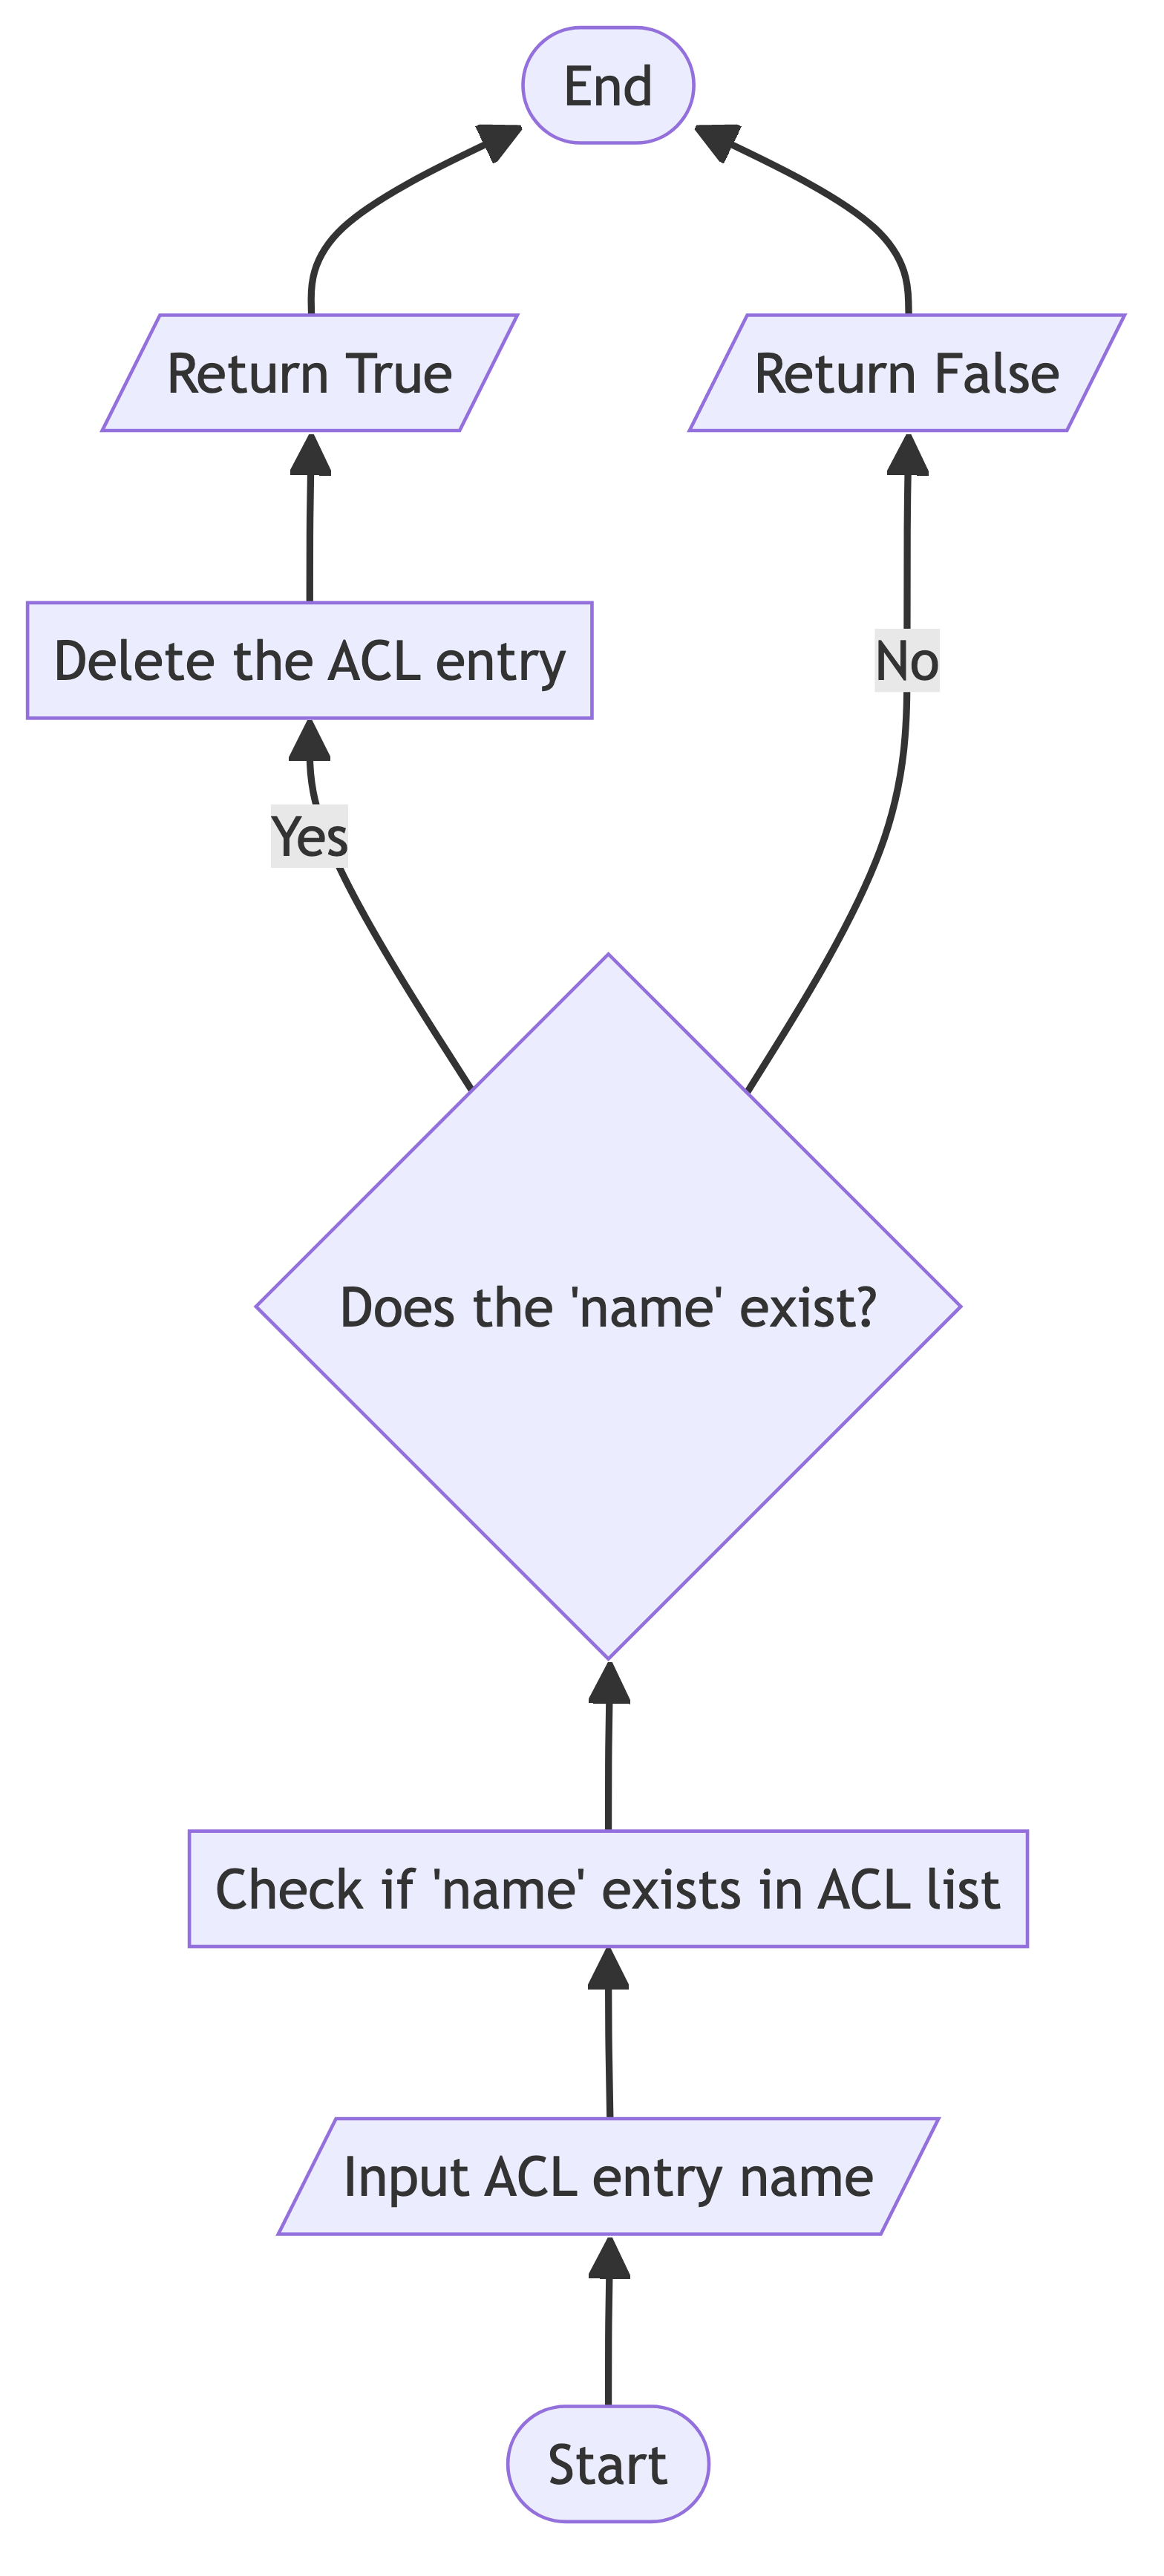 End
Return True
Return False
Delete the ACL entry
No
Yes
Does the 'name' exist?
Check if 'name' exists in ACL list
Input ACL entry name
Start